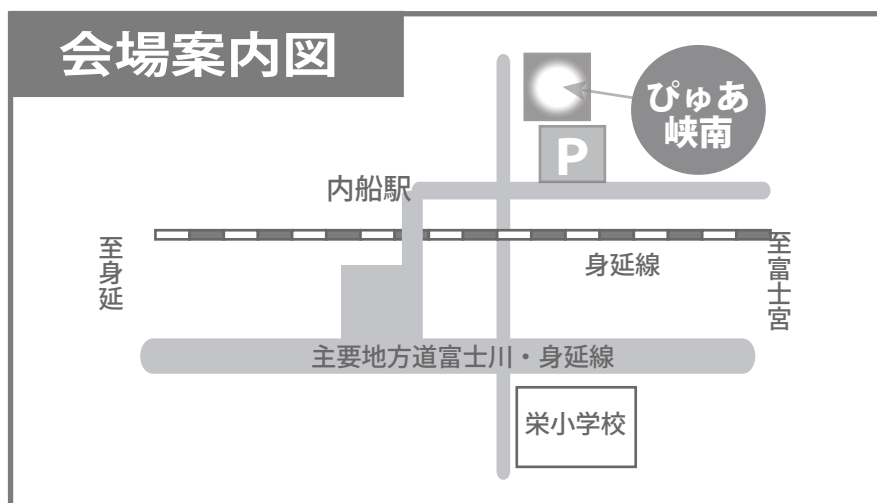 会場案内図
ぴゅあ
峡南
P
内船駅
至身延
身延線
至富士宮
主要地方道富士川・身延線
栄小学校